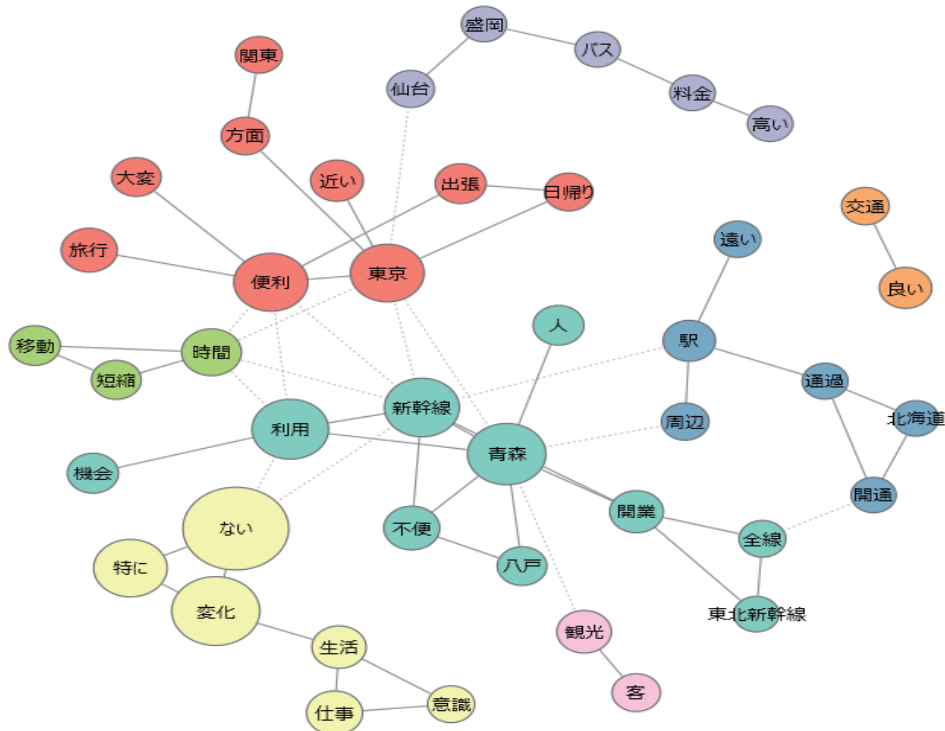 盛岡
バス
関東
仙台
料金
高い
方面
大変
近い
出張
日帰り
交通
遠い
旅行
東京
便利
良い
人
移動
駅
時間
短縮
通過
新幹線
北海道
周辺
利用
青森
機会
開通
開業
ない
不便
全線
八戸
特に
変化
東北新幹線
観光
生活
客
意識
仕事